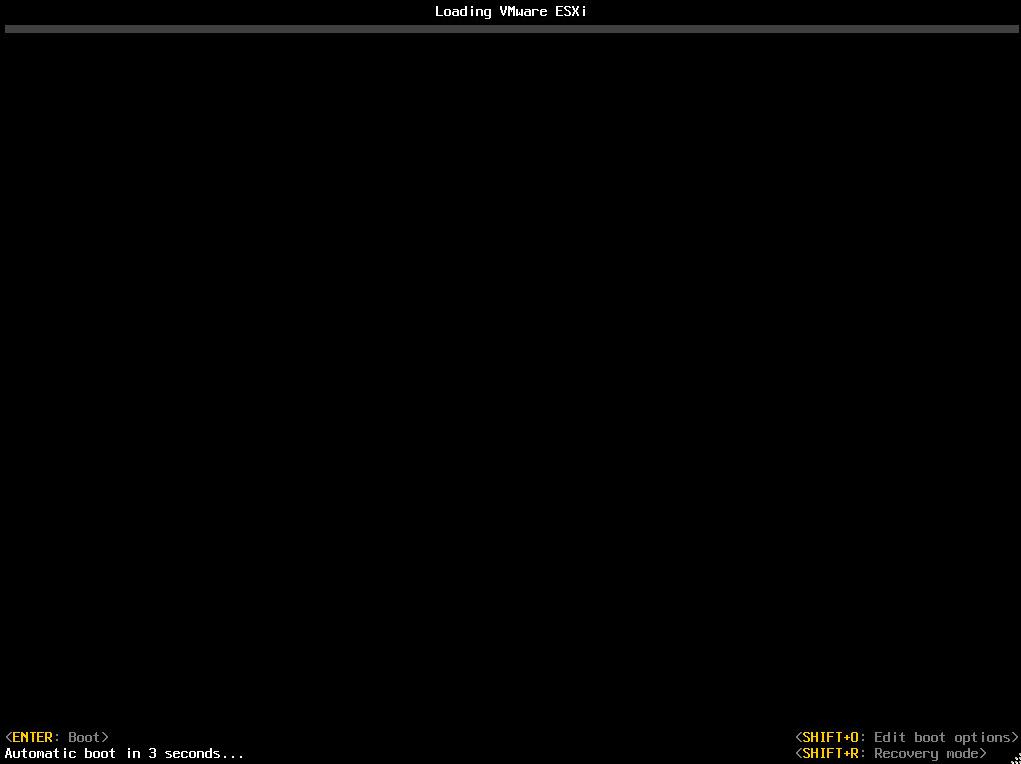 Loading VMware ESXi
<ENTER: Boot>
<SHIFT+O: Edit boot options>
Automatic boot in 3 seconds...
<SHIFT+R: Recovery mode>